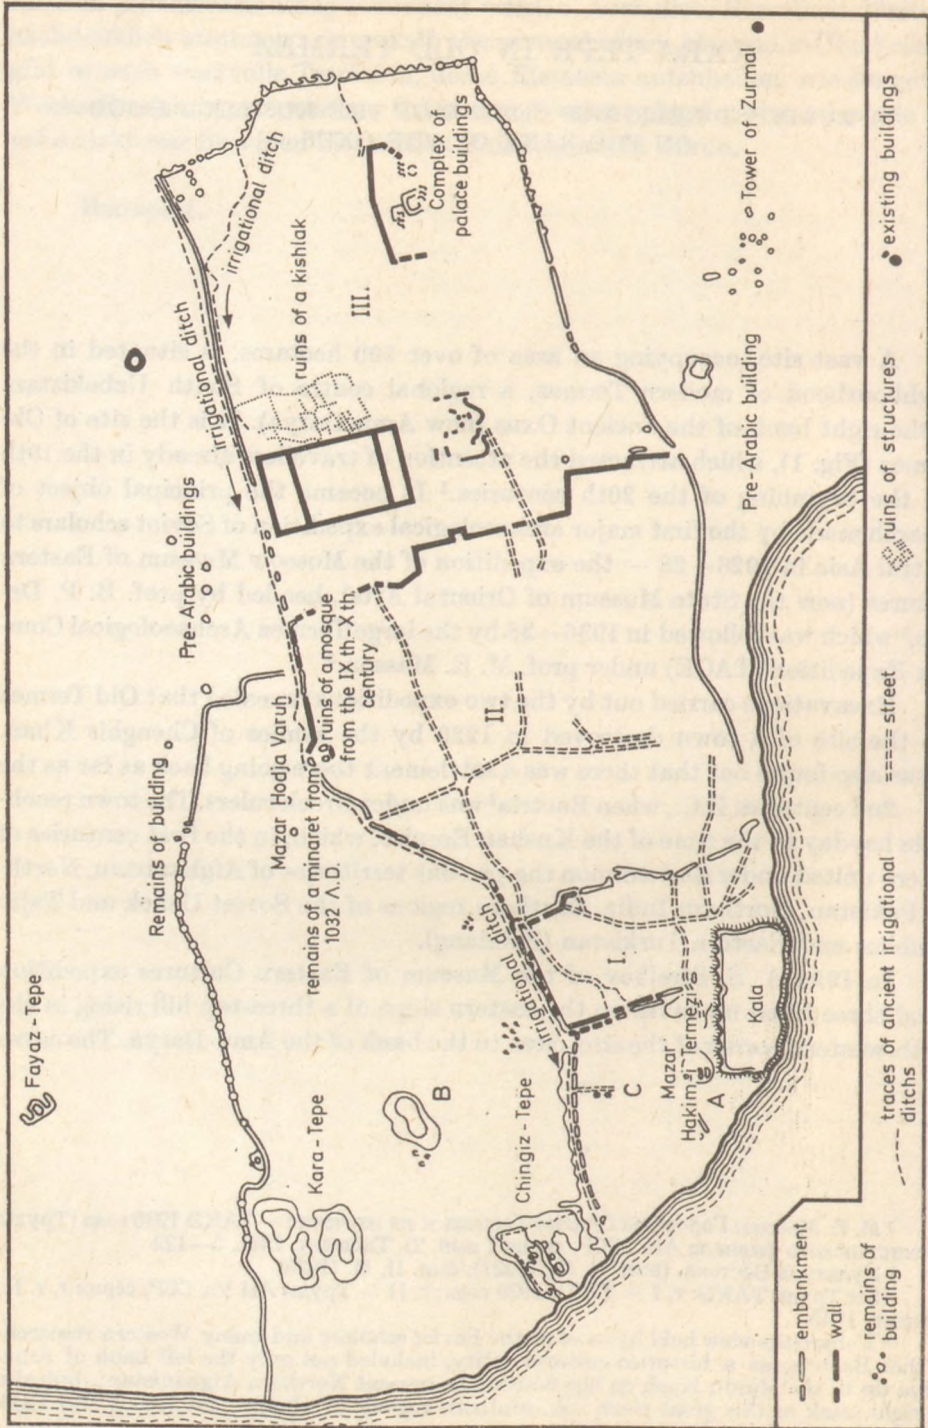 Fayaz-Tepe
Remains of building
Pre-Arabic buildings
Kara-Tepe
B
Mazar Hodja Varug
remains of a minaret from
1032 A.D.
ruins of a mosque
from the IX th-X th
century
irrigational ditch
irrigational ditch
ruins of a kishlak
III.
Complex of
palace buildings
Chingiz-Tepe
irrigational ditch
I.
II
C
Mazar
Hakim i Termezi
A
Kala
Pre-Arabic building
Tower of Zurmal
embankment
wall
remains of
building
traces of ancient irrigational
ditchs
street
ruins of structures
existing buildings